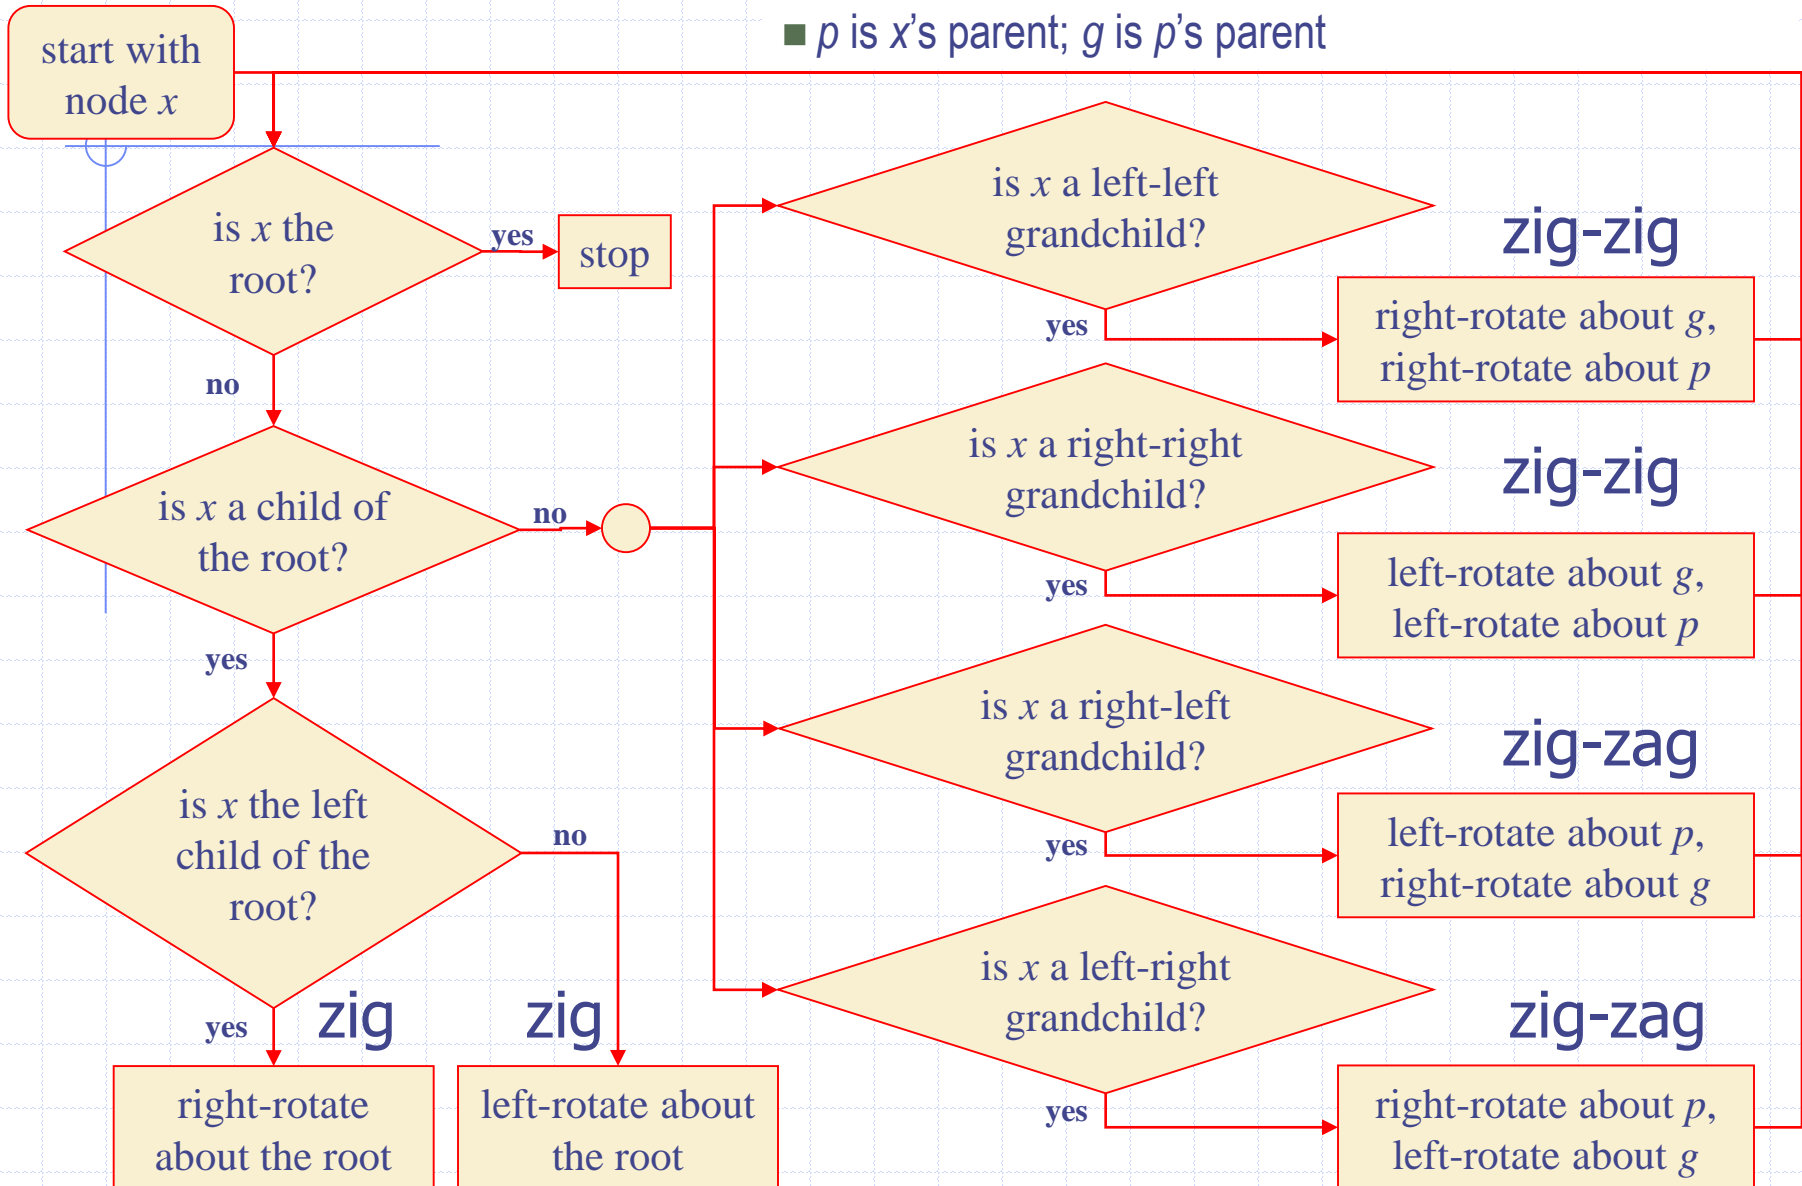 ■ p is x’s parent; g is p’s parent
start with
node x
is x the
root?
yes
stop
no
is x a child of
the root?
no
yes
is x the left
child of the
root?
no
yes
zig
zig
right-rotate
about the root
left-rotate about
the root
is x a left-left
grandchild?
yes
zig-zig
right-rotate about g,
right-rotate about p
is x a right-right
grandchild?
yes
zig-zig
left-rotate about g,
left-rotate about p
is x a right-left
grandchild?
yes
zig-zag
left-rotate about p,
right-rotate about g
is x a left-right
grandchild?
yes
zig-zag
right-rotate about p,
left-rotate about g